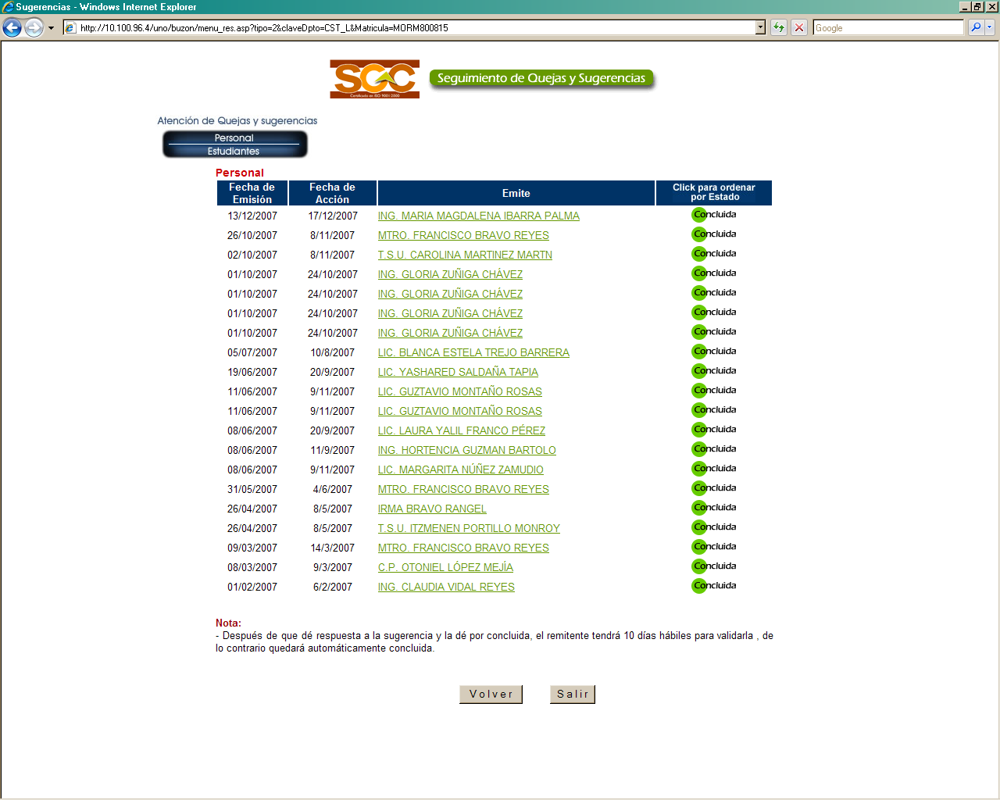 Sugerencias - Windows Internet Explorer
http://10.100.96.4/uno/buzon/menu_res.asp?tipo=2&claveDpto=CST_L&Matricula=MORM800815
Google
SGC
Certificado en ISO 9001:2000
Seguimiento de Quejas y Sugerencias
Atención de Quejas y sugerencias
Personal
Estudiantes
Personal
Fecha de Emisión Fecha de Acción Emite Click para ordenar por Estado
13/12/2007 17/12/2007 ING. MARIA MAGDALENA IBARRA PALMA Concluida
26/10/2007 8/11/2007 MTRO. FRANCISCO BRAVO REYES Concluida
02/10/2007 8/11/2007 T.S.U. CAROLINA MARTINEZ MARTN Concluida
01/10/2007 24/10/2007 ING. GLORIA ZUÑIGA CHÁVEZ Concluida
01/10/2007 24/10/2007 ING. GLORIA ZUÑIGA CHÁVEZ Concluida
01/10/2007 24/10/2007 ING. GLORIA ZUÑIGA CHÁVEZ Concluida
01/10/2007 24/10/2007 ING. GLORIA ZUÑIGA CHÁVEZ Concluida
05/07/2007 10/8/2007 LIC. BLANCA ESTELA TREJO BARRERA Concluida
19/06/2007 20/9/2007 LIC. YASHARED SALDAÑA TAPIA Concluida
11/06/2007 9/11/2007 LIC. GUZTAVIO MONTAÑO ROSAS Concluida
11/06/2007 9/11/2007 LIC. GUZTAVIO MONTAÑO ROSAS Concluida
08/06/2007 20/9/2007 LIC. LAURA YALIL FRANCO PÉREZ Concluida
08/06/2007 11/9/2007 ING. HORTENCIA GUZMAN BARTOLO Concluida
08/06/2007 9/11/2007 LIC. MARGARITA NÚÑEZ ZAMUDIO Concluida
31/05/2007 4/6/2007 MTRO. FRANCISCO BRAVO REYES Concluida
26/04/2007 8/5/2007 IRMA BRAVO RANGEL Concluida
26/04/2007 8/5/2007 T.S.U. ITZMENEN PORTILLO MONROY Concluida
09/03/2007 14/3/2007 MTRO. FRANCISCO BRAVO REYES Concluida
08/03/2007 9/3/2007 C.P. OTONIEL LÓPEZ MEJÍA Concluida
01/02/2007 6/2/2007 ING. CLAUDIA VIDAL REYES Concluida
Nota:
- Después de que dé respuesta a la sugerencia y la dé por concluida, el remitente tendrá 10 días hábiles para validarla , de
lo contrario quedará automáticamente concluida.
Volver Salir